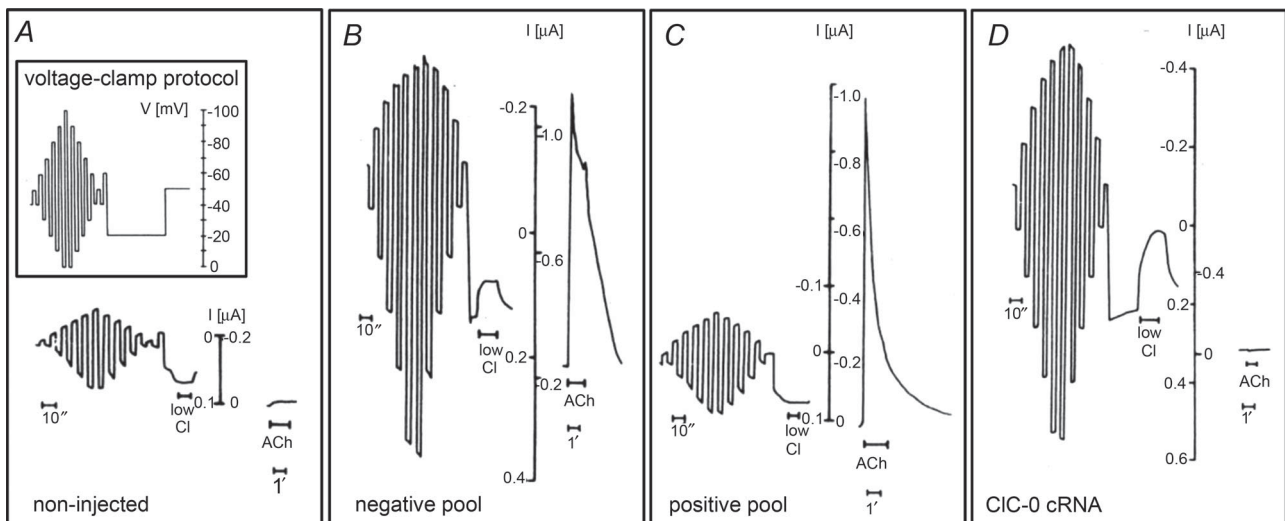 A
voltage-clamp protocol
V [mV]
-100
-80
-60
-40
-20
0
I [µA]
0
-0.2
0.1
0
10″
low
Cl
ACh
1′
non-injected
B
I [µA]
-0.2
-1.0
0
-0.6
0.2
-0.2
0.4
10″
low
Cl
ACh
1′
negative pool
C
I [µA]
-1.0
-0.8
-0.6
-0.1
-0.4
0
-0.2
0.1
0
10″
low
Cl
ACh
1′
positive pool
D
I [µA]
-0.4
-0.2
0
-0.4
0.2
0
0.4
0.6
10″
low
Cl
ACh
1′
ClC-0 cRNA